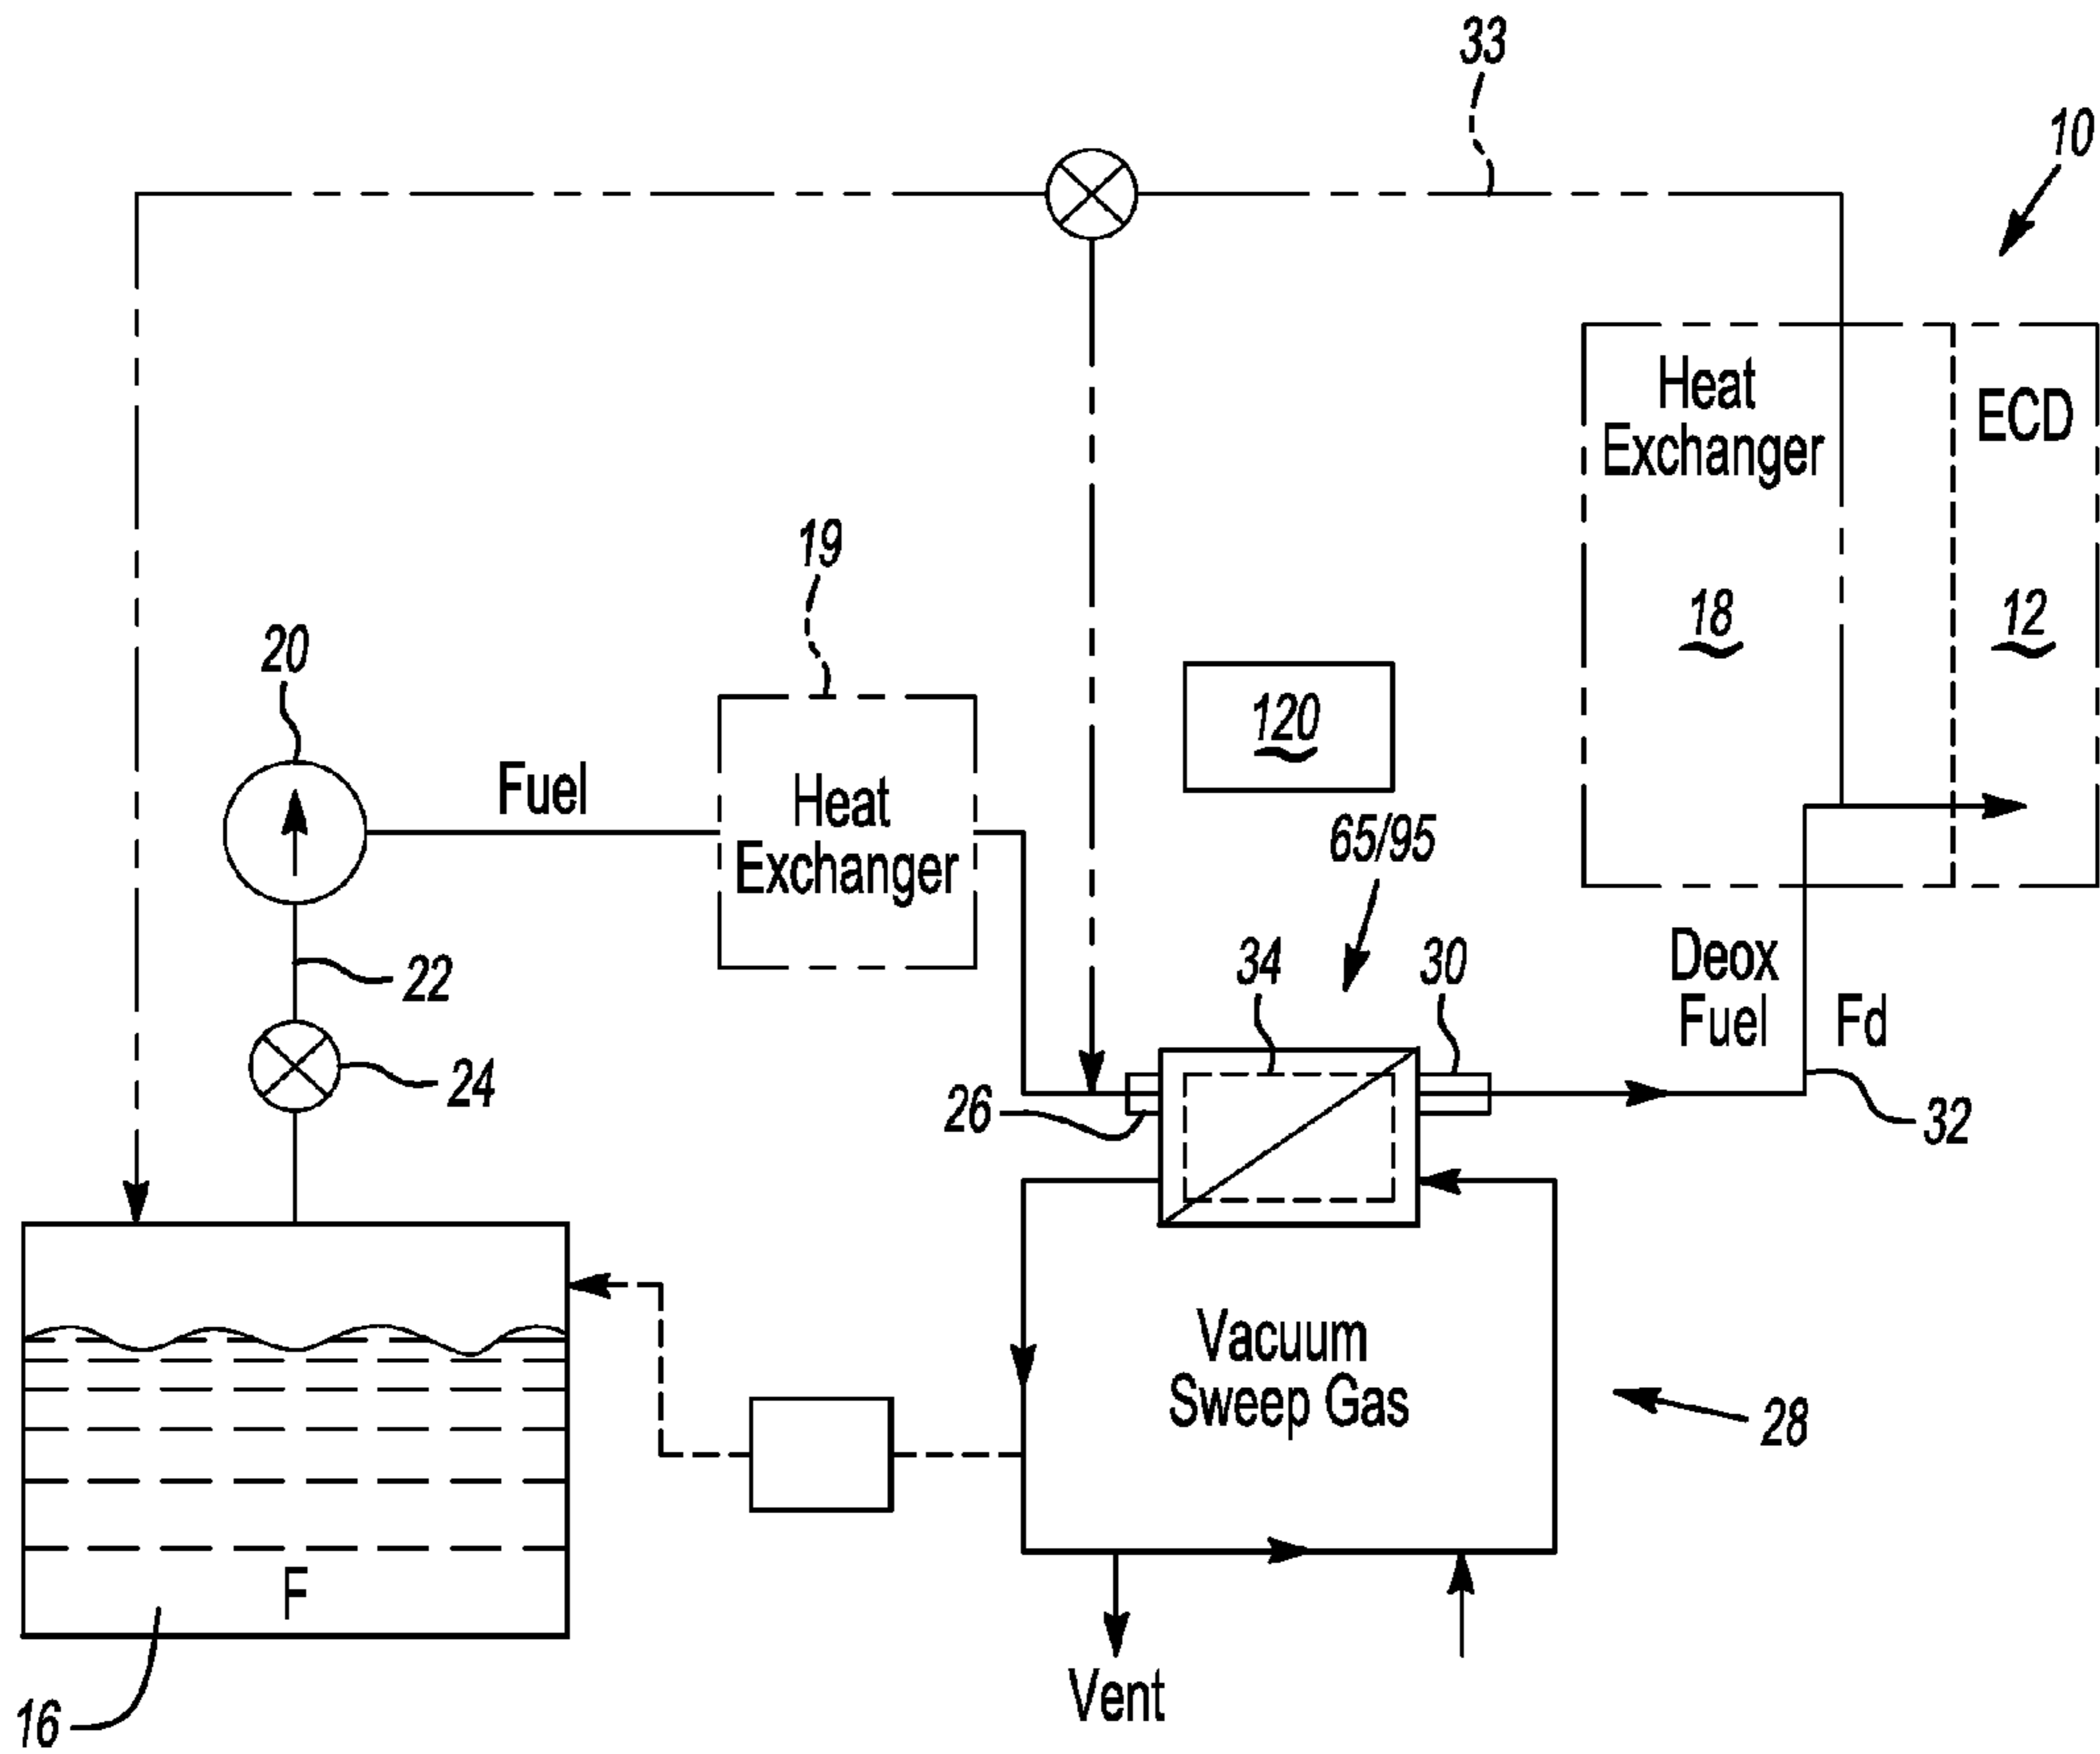 33
10
Heat
Exchanger
ECD
19
18
12
20
120
Fuel
Heat
Exchanger
65/95
22
34
30
Deox
Fuel
Fd
24
26
32
Vacuum
Sweep Gas
28
F
16
Vent